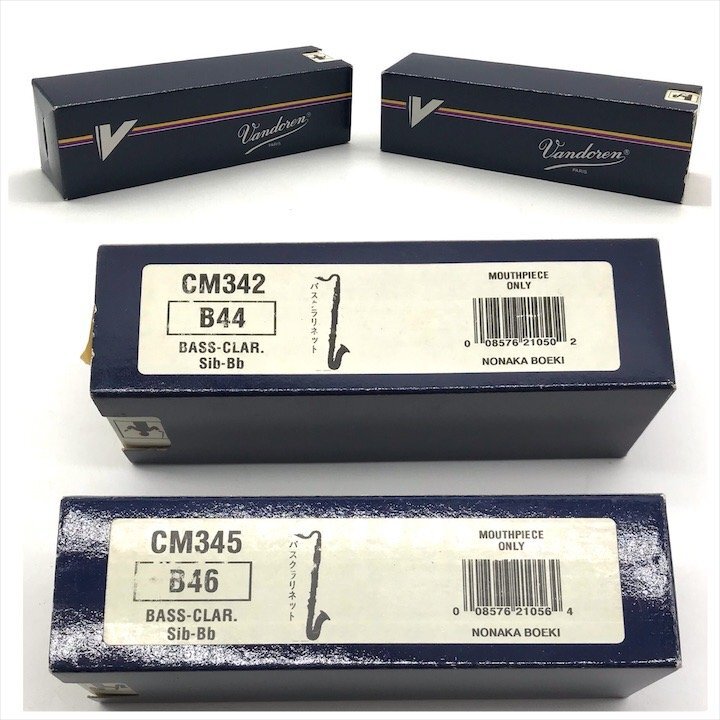 V
Vandoren®
PARIS
V
Vandoren®
PARIS
CM342
B44
BASS-CLAR.
Sib-Bb
バスクラリネット
MOUTHPIECE
ONLY
0 08576 21050 2
NONAKA BOEKI
CM345
B46
BASS-CLAR.
Sib-Bb
バスクラリネット
MOUTHPIECE
ONLY
0 08576 21056 4
NONAKA BOEKI